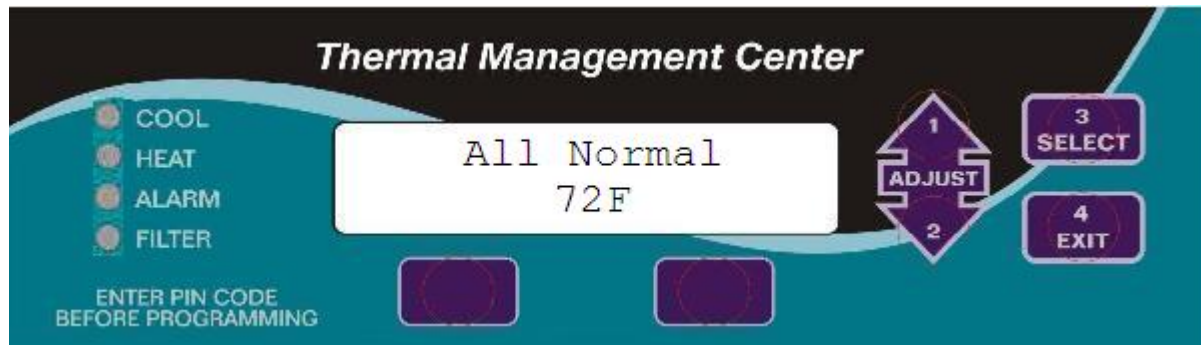 Thermal Management Center
COOL
HEAT
ALARM
FILTER
All Normal
72F
1
ADJUST
2
3
SELECT
4
EXIT
ENTER PIN CODE
BEFORE PROGRAMMING